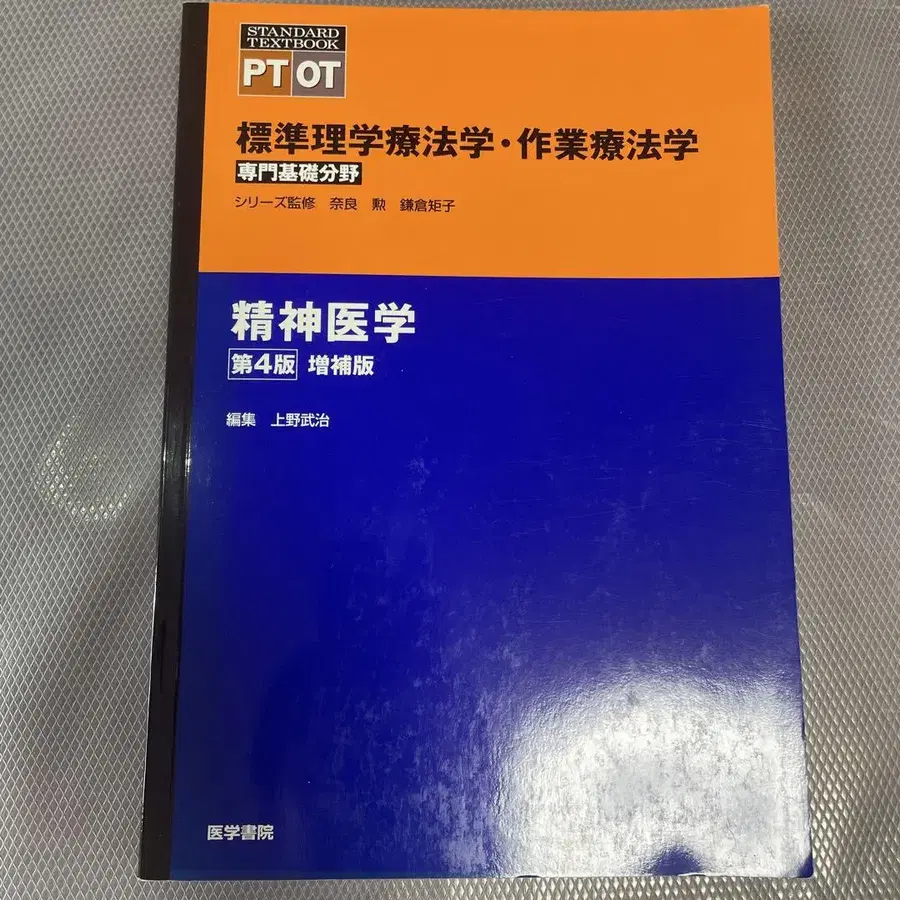 STANDARD
TEXTBOOK
PT OT
標準理学療法学・作業療法学
専門基礎分野
シリーズ監修 奈良 勲 鎌倉矩子
精神医学
第4版 増補版
編集 上野武治
医学書院